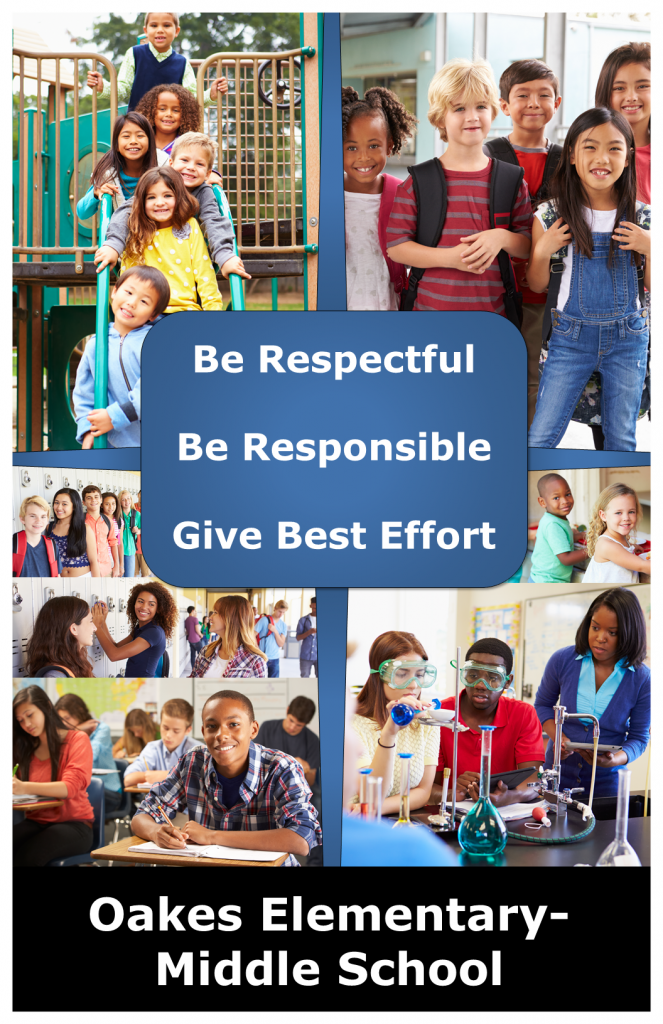 Be Respectful
Be Responsible
Give Best Effort
Oakes Elementary-
Middle School